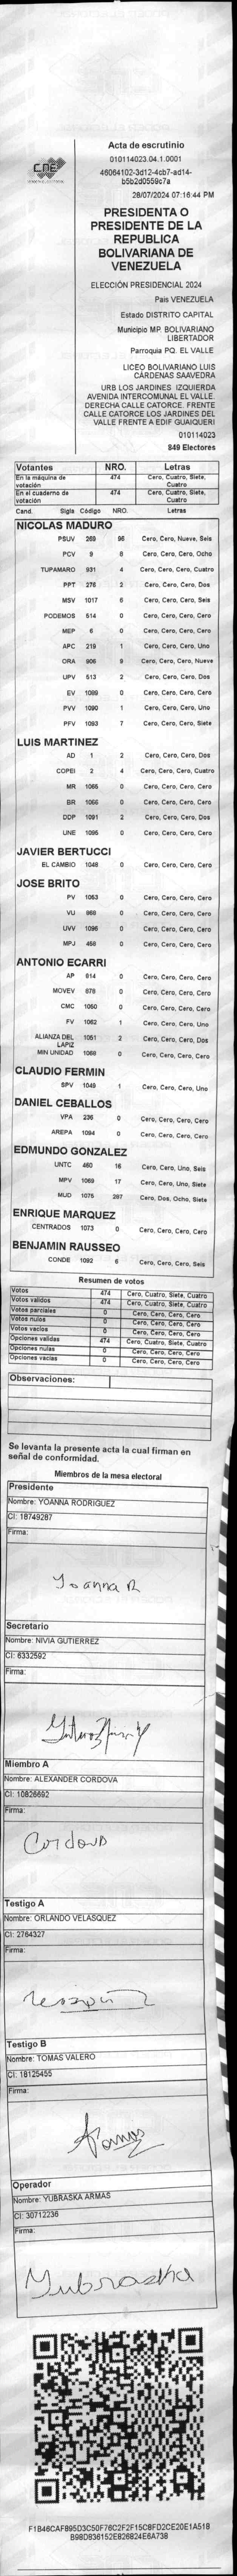 CNE
Acta de escrutinio
010114023.04.1.0001
46064102-3d12-4cb7-ad14-
b5b2d0559c7a
28/07/2024 07:16:44 PM
PRESIDENTA O
PRESIDENTE DE LA
REPUBLICA
BOLIVARIANA DE
VENEZUELA
ELECCIÓN PRESIDENCIAL 2024
Pais VENEZUELA
Estado DISTRITO CAPITAL
Municipio MP. BOLIVARIANO
LIBERTADOR
Parroquia PQ. EL VALLE
LICEO BOLIVARIANO LUIS
CÁRDENAS SAAVEDRA
URB LOS JARDINES IZQUIERDA
AVENIDA INTERCOMUNAL EL VALLE.
DERECHA CALLE CATORCE. FRENTE
CALLE CATORCE LOS JARDINES DEL
VALLE FRENTE A EDIF GUAIQUERI
010114023
849 Electores
Votantes NRO. Letras
En la máquina de votación 474 Cero, Cuatro, Siete, Cuatro
En el cuaderno de votación 474 Cero, Cuatro, Siete, Cuatro
Cand. Sigla Código NRO. Letras
NICOLAS MADURO
PSUV 269 96 Cero, Cero, Nueve, Seis
PCV 9 8 Cero, Cero, Cero, Ocho
TUPAMARO 931 4 Cero, Cero, Cero, Cuatro
PPT 276 2 Cero, Cero, Cero, Dos
MSV 1017 6 Cero, Cero, Cero, Seis
PODEMOS 514 0 Cero, Cero, Cero, Cero
MEP 6 0 Cero, Cero, Cero, Cero
APC 219 1 Cero, Cero, Cero, Uno
ORA 906 9 Cero, Cero, Cero, Nueve
UPV 513 2 Cero, Cero, Cero, Dos
EV 1089 0 Cero, Cero, Cero, Cero
PVV 1090 1 Cero, Cero, Cero, Uno
PFV 1093 7 Cero, Cero, Cero, Siete
LUIS MARTINEZ
AD 1 2 Cero, Cero, Cero, Dos
COPEI 2 4 Cero, Cero, Cero, Cuatro
MR 1065 0 Cero, Cero, Cero, Cero
BR 1066 0 Cero, Cero, Cero, Cero
DDP 1091 2 Cero, Cero, Cero, Dos
UNE 1095 0 Cero, Cero, Cero, Cero
JAVIER BERTUCCI
EL CAMBIO 1048 0 Cero, Cero, Cero, Cero
JOSE BRITO
PV 1053 0 Cero, Cero, Cero, Cero
VU 868 0 Cero, Cero, Cero, Cero
UVV 1096 0 Cero, Cero, Cero, Cero
MPJ 458 0 Cero, Cero, Cero, Cero
ANTONIO ECARRI
AP 614 0 Cero, Cero, Cero, Cero
MOVEV 678 0 Cero, Cero, Cero, Cero
CMC 1050 0 Cero, Cero, Cero, Cero
FV 1062 1 Cero, Cero, Cero, Uno
ALIANZA DEL LAPIZ 1051 2 Cero, Cero, Cero, Dos
MIN UNIDAD 1068 0 Cero, Cero, Cero, Cero
CLAUDIO FERMIN
SPV 1049 1 Cero, Cero, Cero, Uno
DANIEL CEBALLOS
VPA 236 0 Cero, Cero, Cero, Cero
AREPA 1094 0 Cero, Cero, Cero, Cero
EDMUNDO GONZALEZ
UNTC 460 16 Cero, Cero, Uno, Seis
MPV 1069 17 Cero, Cero, Uno, Siete
MUD 1075 287 Cero, Dos, Ocho, Siete
ENRIQUE MARQUEZ
CENTRADOS 1073 0 Cero, Cero, Cero, Cero
BENJAMIN RAUSSEO
CONDE 1092 6 Cero, Cero, Cero, Seis
Resumen de votos
Votos 474 Cero, Cuatro, Siete, Cuatro
Votos validos 474 Cero, Cuatro, Siete, Cuatro
Votos parciales 0 Cero, Cero, Cero, Cero
Votos nulos 0 Cero, Cero, Cero, Cero
Votos vacios 0 Cero, Cero, Cero, Cero
Opciones validas 474 Cero, Cuatro, Siete, Cuatro
Opciones nulas 0 Cero, Cero, Cero, Cero
Opciones vacias 0 Cero, Cero, Cero, Cero
Observaciones:
Se levanta la presente acta la cual firman en
señal de conformidad.
Miembros de la mesa electoral
Presidente
Nombre: YOANNA RODRIGUEZ
CI: 18749287
Firma:
Yoanna R
Secretario
Nombre: NIVIA GUTIERREZ
CI: 6332592
Firma:
Miembro A
Nombre: ALEXANDER CORDOVA
CI: 10826692
Firma:
Cordova
Testigo A
Nombre: ORLANDO VELASQUEZ
CI: 2764327
Firma:
Testigo B
Nombre: TOMAS VALERO
CI: 18125455
Firma:
Operador
Nombre: YUBRASKA ARMAS
CI: 30712236
Firma:
Yubraska
F1B46CAF895D3C50F76C2F2F15C8FD2CE20E1A518
B98D836152E826824E6A738